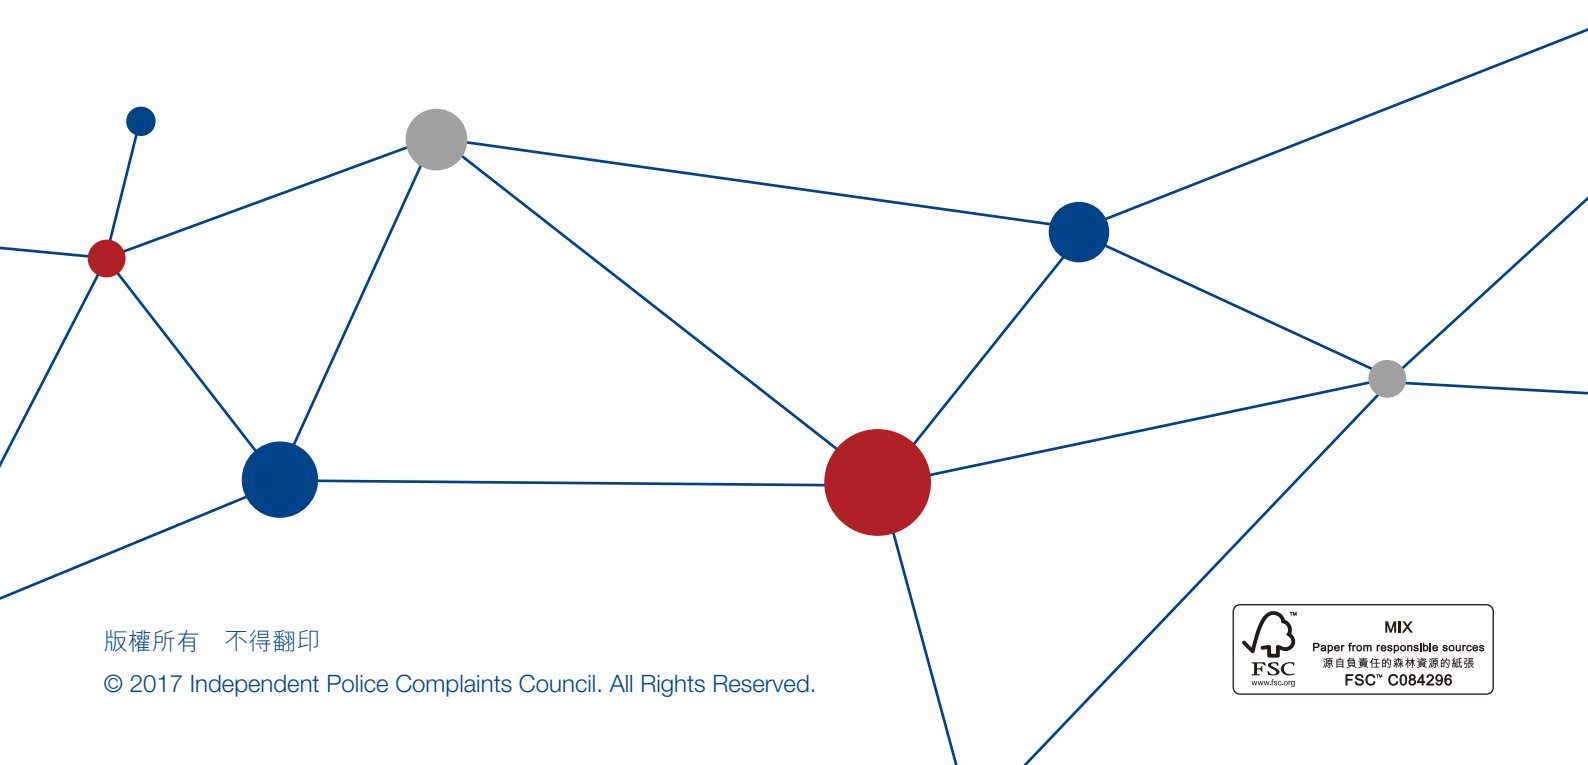 版權所有　不得翻印
© 2017 Independent Police Complaints Council. All Rights Reserved.
™
FSC
www.fsc.org
MIX
Paper from responsible sources
源自負責任的森林資源的紙張
FSC™ C084296